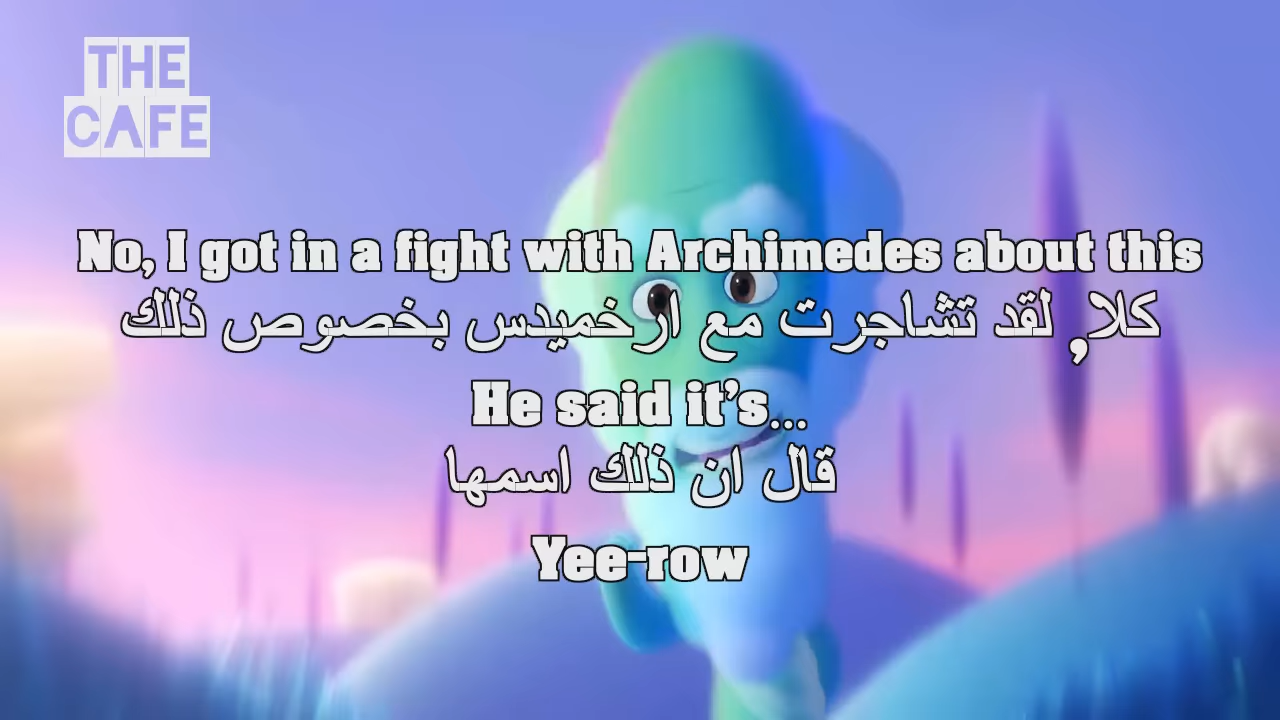 THE
CAFE
No, I got in a fight with Archimedes about this
كلا, لقد تشاجرت مع ارخميدس بخصوص ذلك
He said it's...
قال ان ذلك اسمها
Yee-row